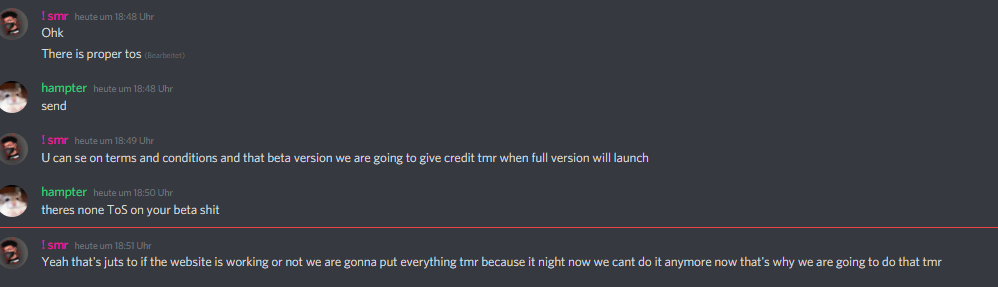 ! smr heute um 18:48 Uhr
Ohk
There is proper tos (Bearbeitet)
hampter heute um 18:48 Uhr
send
! smr heute um 18:49 Uhr
U can se on terms and conditions and that beta version we are going to give credit tmr when full version will launch
hampter heute um 18:50 Uhr
theres none ToS on your beta shit
! smr heute um 18:51 Uhr
Yeah that's juts to if the website is working or not we are gonna put everything tmr because it night now we cant do it anymore now that's why we are going to do that tmr